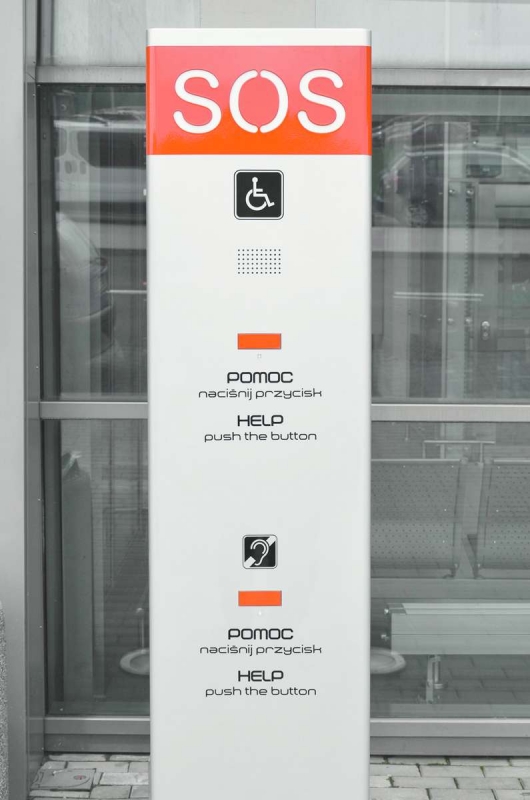 SOS
POMOC
naciśnij przycisk
HELP
push the button
POMOC
naciśnij przycisk
HELP
push the button